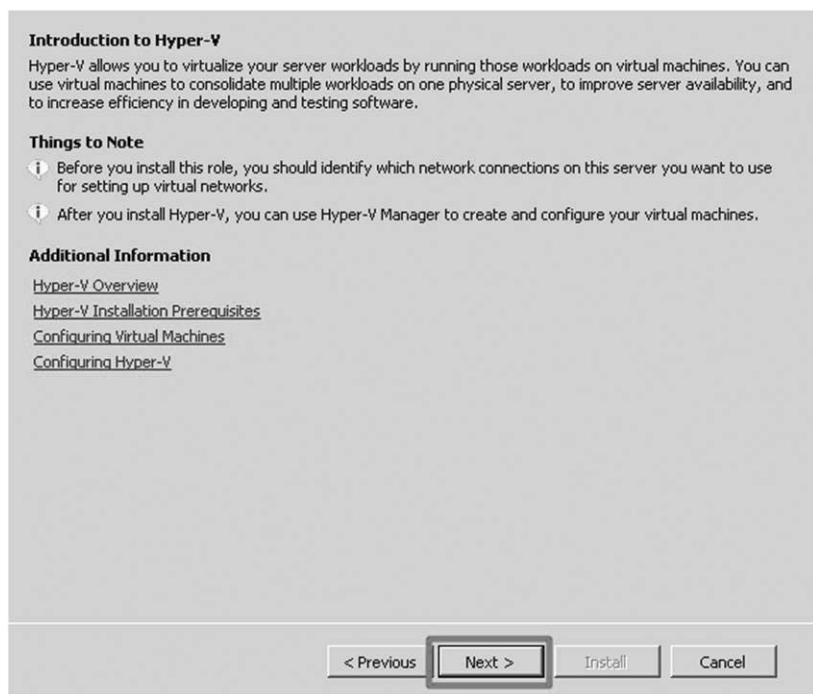 Introduction to Hyper-V
Hyper-V allows you to virtualize your server workloads by running those workloads on virtual machines. You can
use virtual machines to consolidate multiple workloads on one physical server, to improve server availability, and
to increase efficiency in developing and testing software.
Things to Note
Before you install this role, you should identify which network connections on this server you want to use
for setting up virtual networks.
After you install Hyper-V, you can use Hyper-V Manager to create and configure your virtual machines.
Additional Information
Hyper-V Overview
Hyper-V Installation Prerequisites
Configuring Virtual Machines
Configuring Hyper-V
< Previous Next > Install Cancel